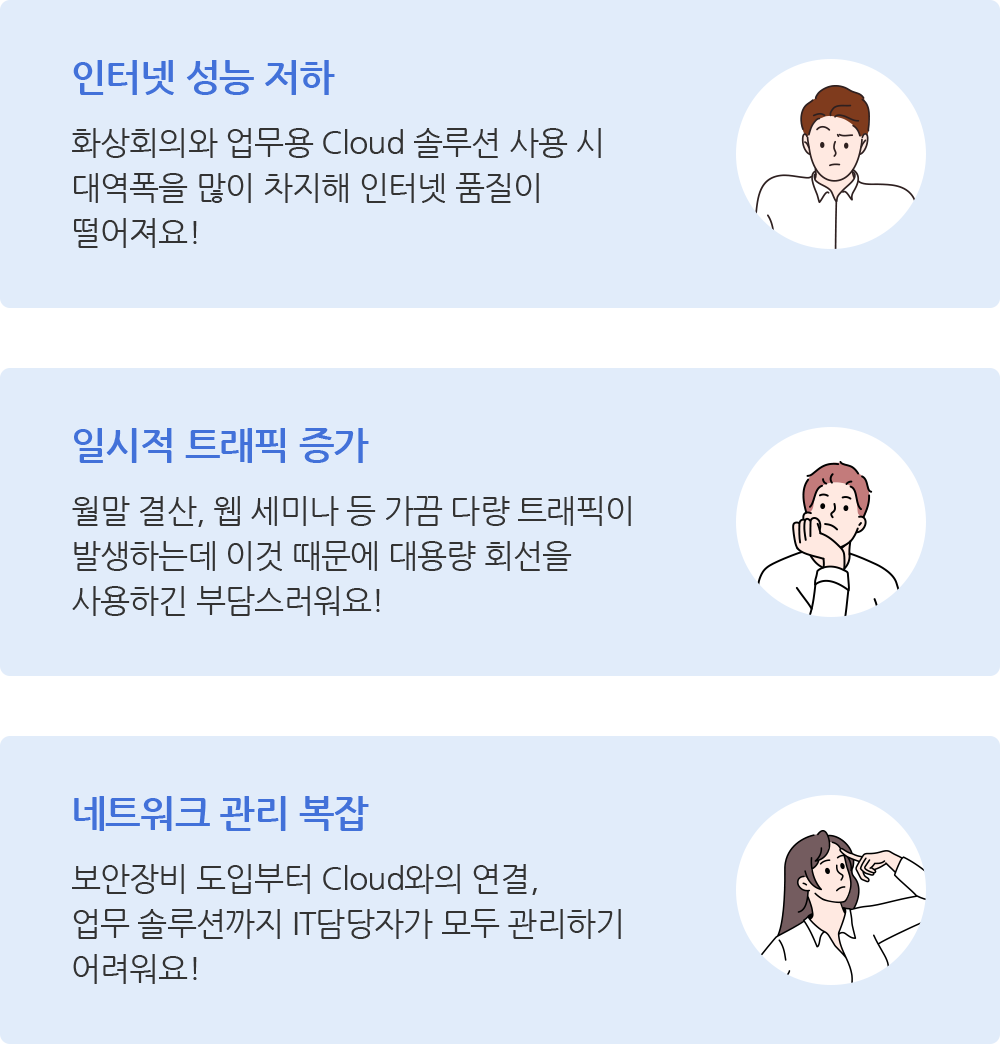 인터넷 성능 저하
화상회의와 업무용 Cloud 솔루션 사용 시
대역폭을 많이 차지해 인터넷 품질이
떨어져요!
일시적 트래픽 증가
월말 결산, 웹 세미나 등 가끔 다량 트래픽이
발생하는데 이것 때문에 대용량 회선을
사용하긴 부담스러워요!
네트워크 관리 복잡
보안장비 도입부터 Cloud와의 연결,
업무 솔루션까지 IT담당자가 모두 관리하기
어려워요!